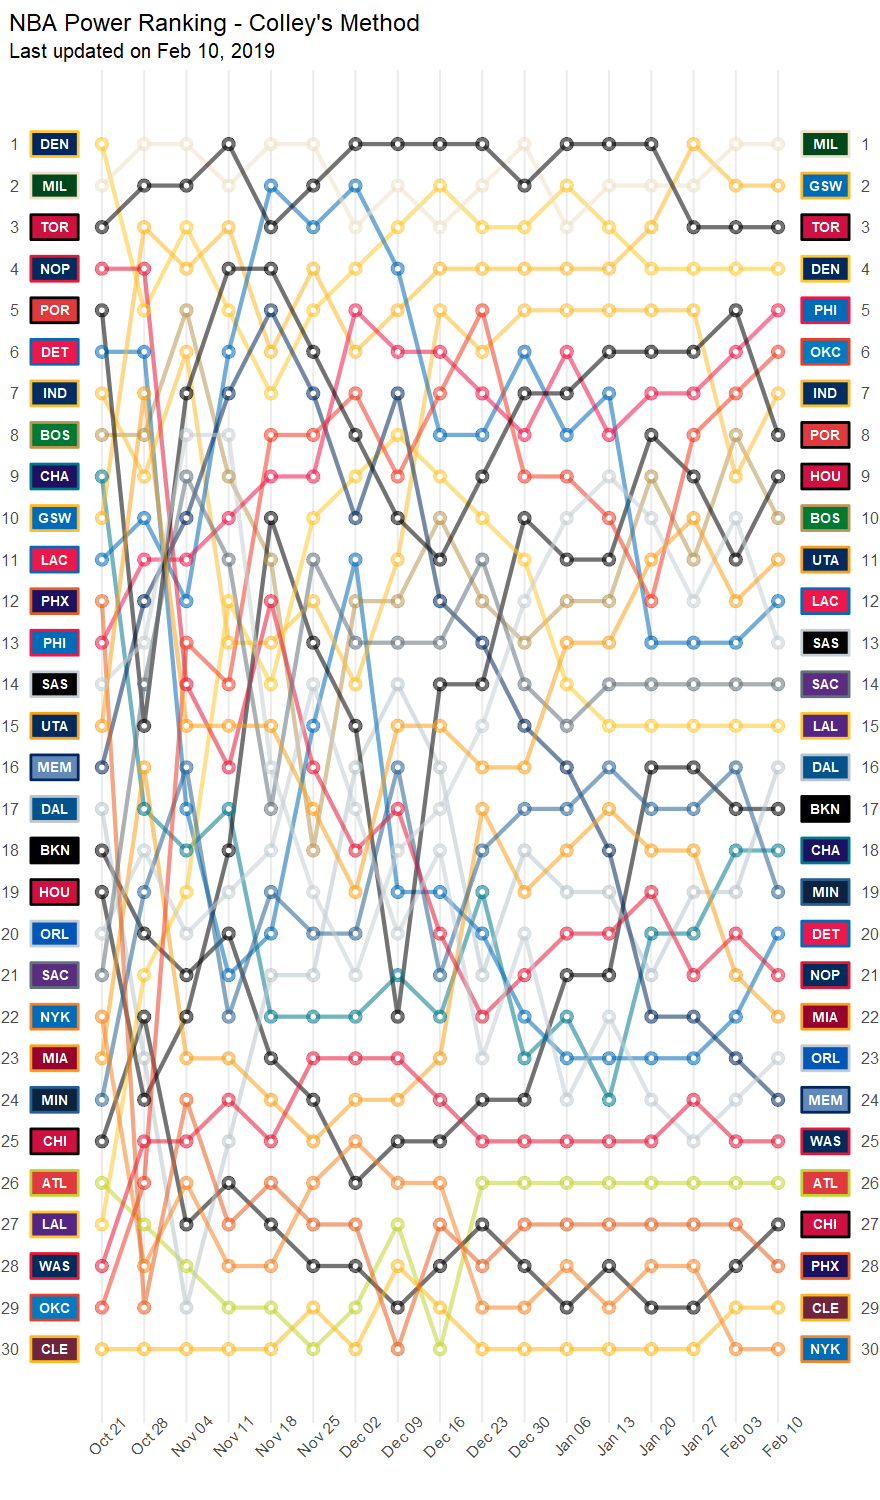 NBA Power Ranking - Colley's Method
Last updated on Feb 10, 2019
1 DEN MIL 1
2 MIL GSW 2
3 TOR TOR 3
4 NOP DEN 4
5 POR PHI 5
6 DET OKC 6
7 IND IND 7
8 BOS POR 8
9 CHA HOU 9
10 GSW BOS 10
11 LAC UTA 11
12 PHX LAC 12
13 PHI SAS 13
14 SAS SAC 14
15 UTA LAL 15
16 MEM DAL 16
17 DAL BKN 17
18 BKN CHA 18
19 HOU MIN 19
20 ORL DET 20
21 SAC NOP 21
22 NYK MIA 22
23 MIA ORL 23
24 MIN MEM 24
25 CHI WAS 25
26 ATL ATL 26
27 LAL CHI 27
28 WAS PHX 28
29 OKC CLE 29
30 CLE NYK 30
Oct 21 Oct 28 Nov 04 Nov 11 Nov 18 Nov 25 Dec 02 Dec 09 Dec 16 Dec 23 Dec 30 Jan 06 Jan 13 Jan 20 Jan 27 Feb 03 Feb 10